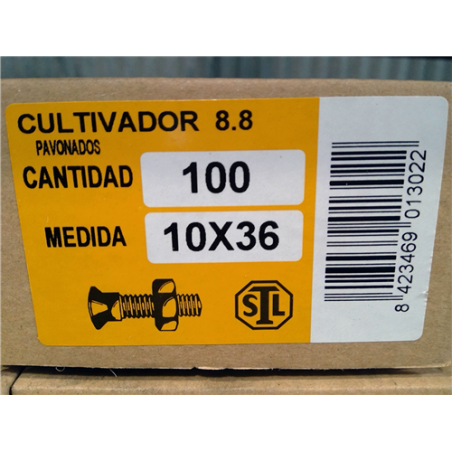 CULTIVADOR 8.8
PAVONADOS
CANTIDAD 100
MEDIDA 10X36
STL
8 423469 013022